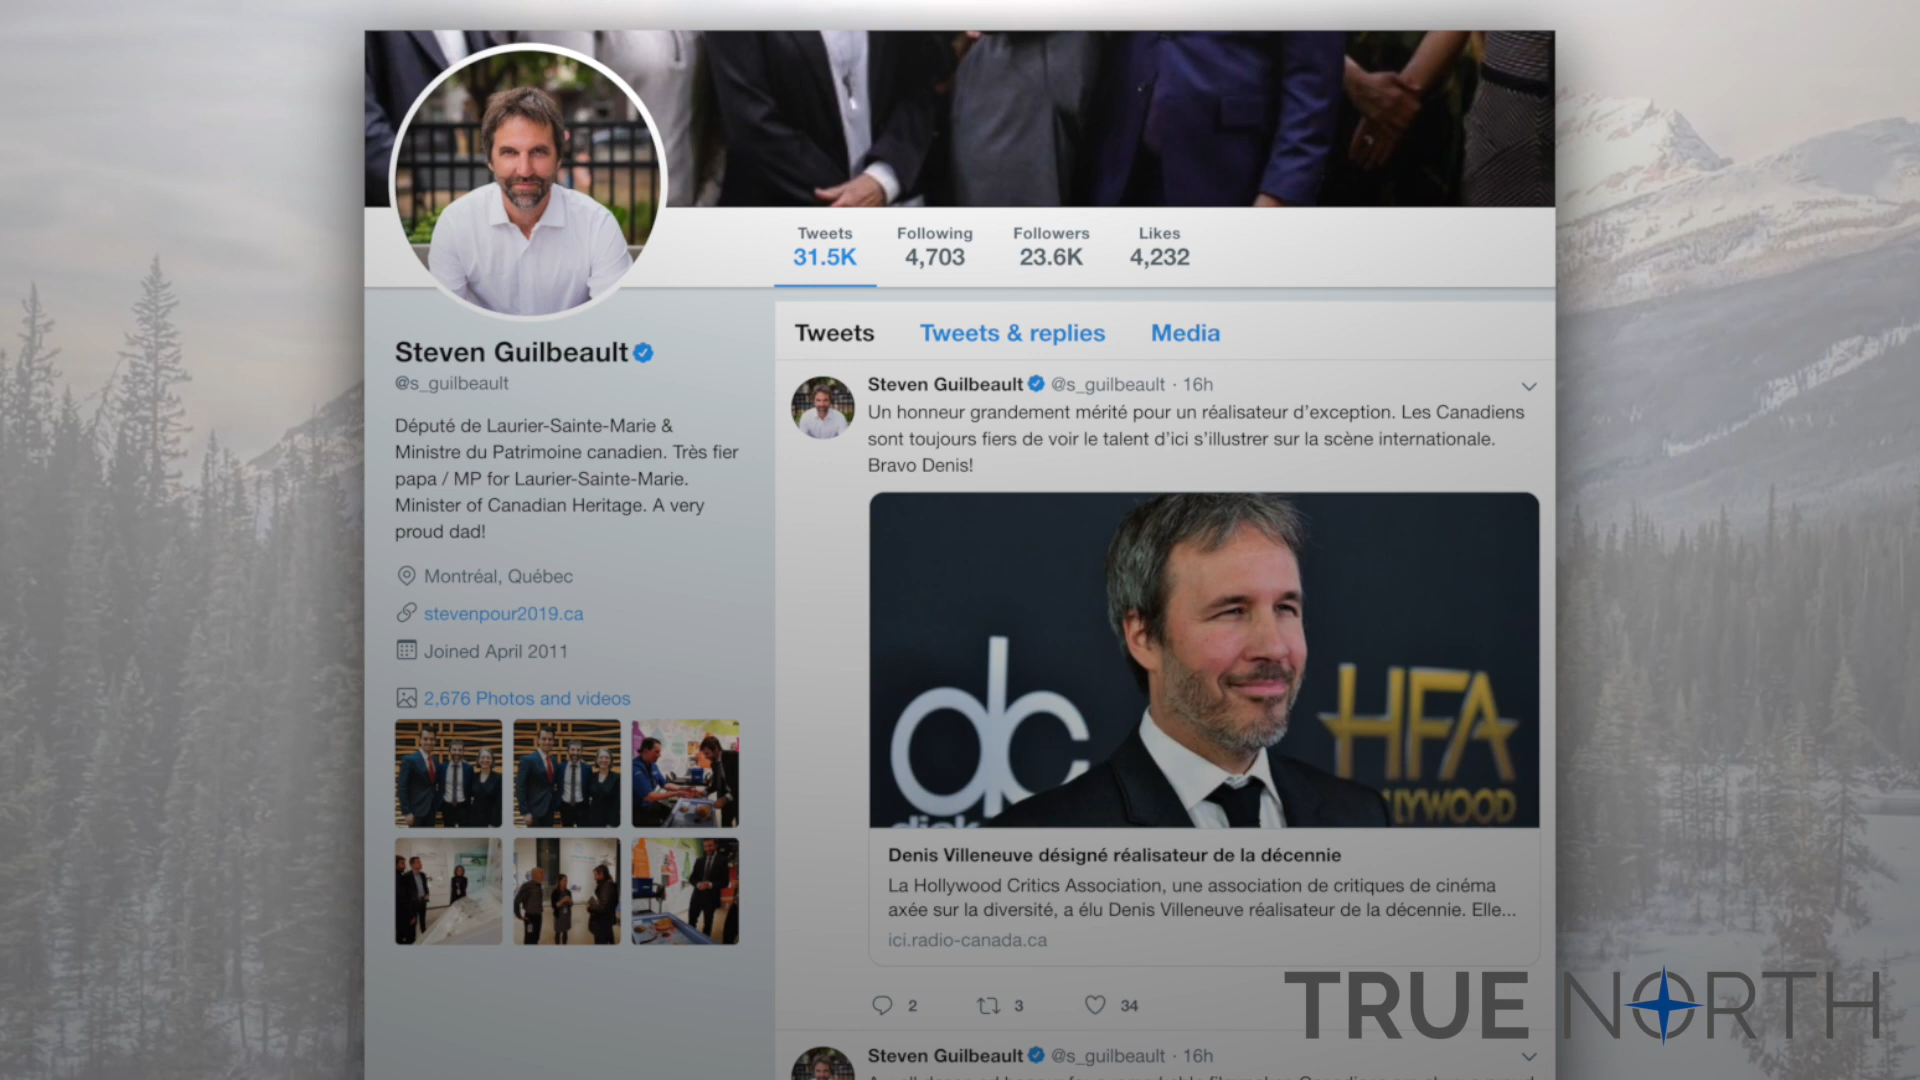 Tweets
31.5K
Following
4,703
Followers
23.6K
Likes
4,232
Steven Guilbeault
@s_guilbeault
Député de Laurier-Sainte-Marie &
Ministre du Patrimoine canadien. Très fier
papa / MP for Laurier-Sainte-Marie.
Minister of Canadian Heritage. A very
proud dad!
Montréal, Québec
stevenpour2019.ca
Joined April 2011
2,676 Photos and videos
Tweets
Tweets & replies
Media
Steven Guilbeault @s_guilbeault · 16h
Un honneur grandement mérité pour un réalisateur d'exception. Les Canadiens
sont toujours fiers de voir le talent d'ici s'illustrer sur la scène internationale.
Bravo Denis!
dc
dick
HFA
LYWOOD
Denis Villeneuve désigné réalisateur de la décennie
La Hollywood Critics Association, une association de critiques de cinéma
axée sur la diversité, a élu Denis Villeneuve réalisateur de la décennie. Elle...
ici.radio-canada.ca
2
3
34
Steven Guilbeault @s_guilbeault · 16h
TRUE NORTH